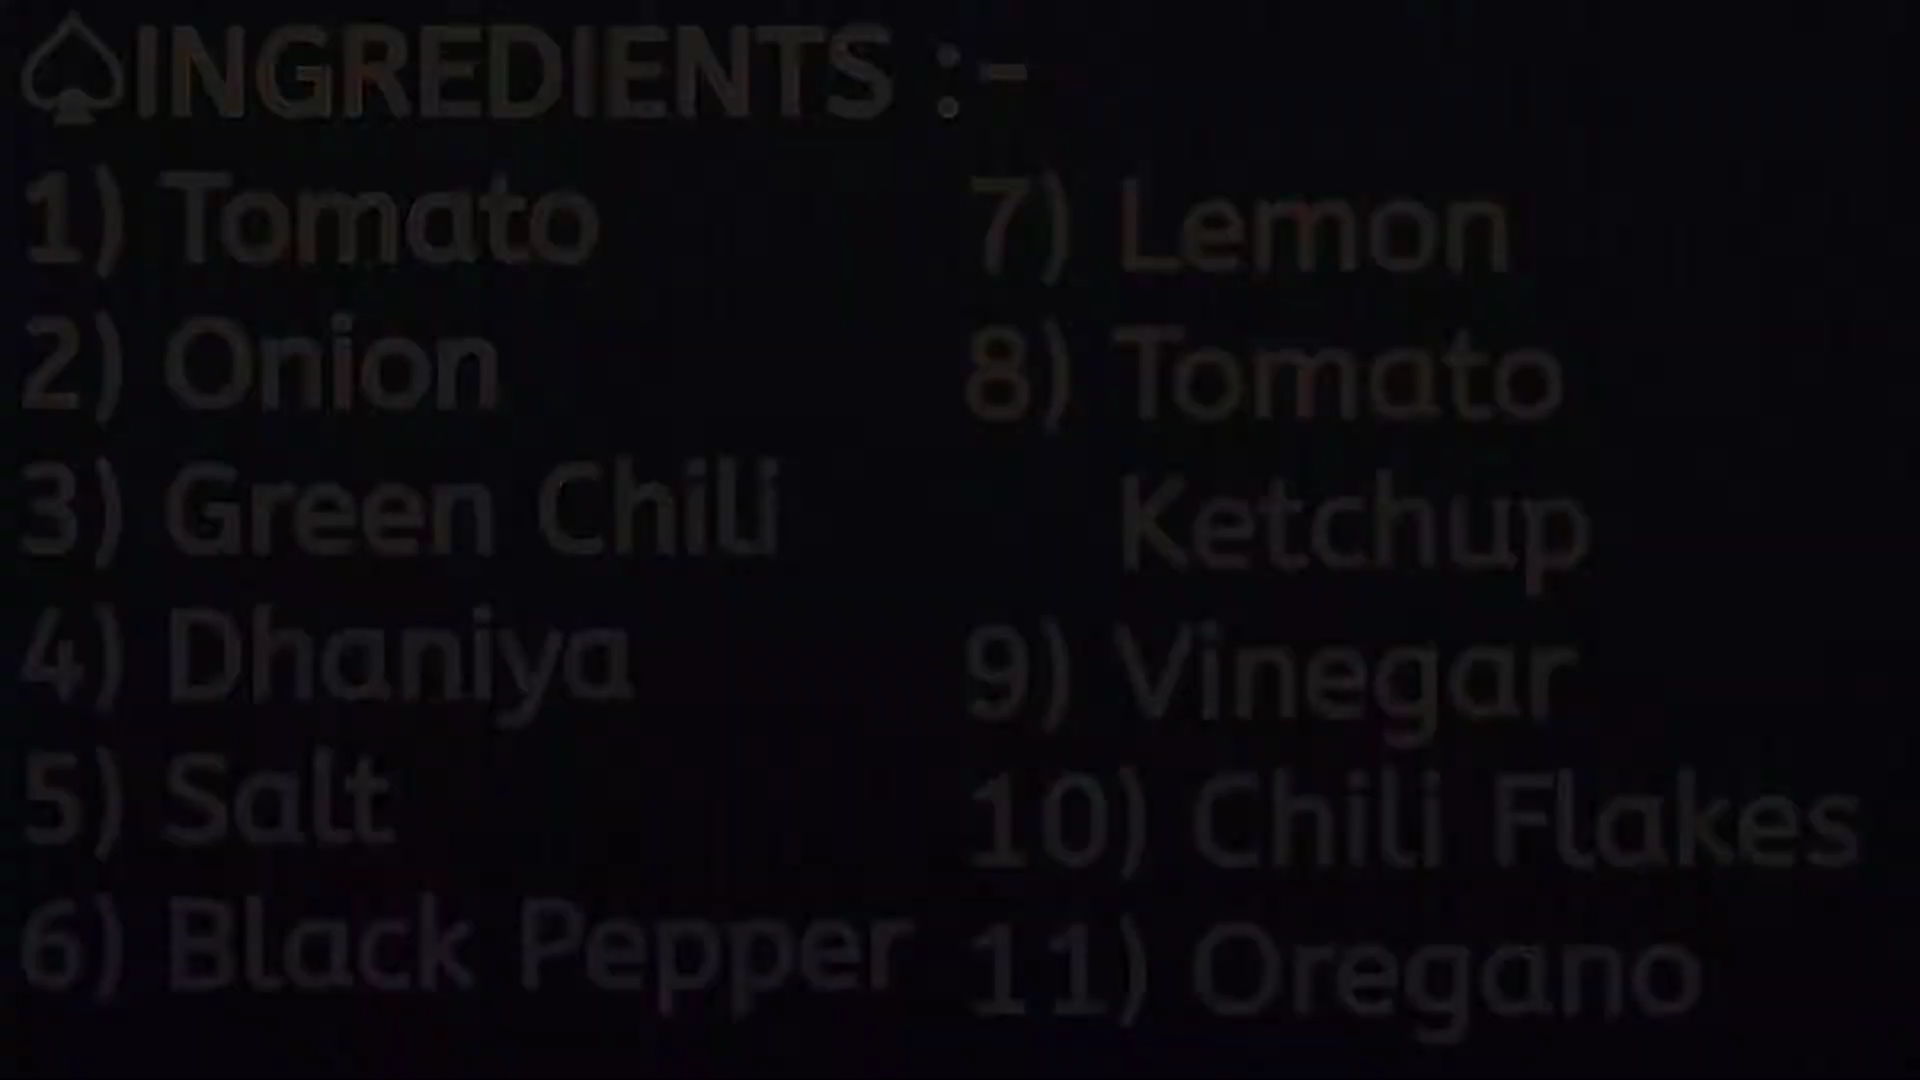 ♤INGREDIENTS :-
1) Tomato
2) Onion
3) Green Chili
4) Dhaniya
5) Salt
6) Black Pepper
7) Lemon
8) Tomato
Ketchup
9) Vinegar
10) Chili Flakes
11) Oregano